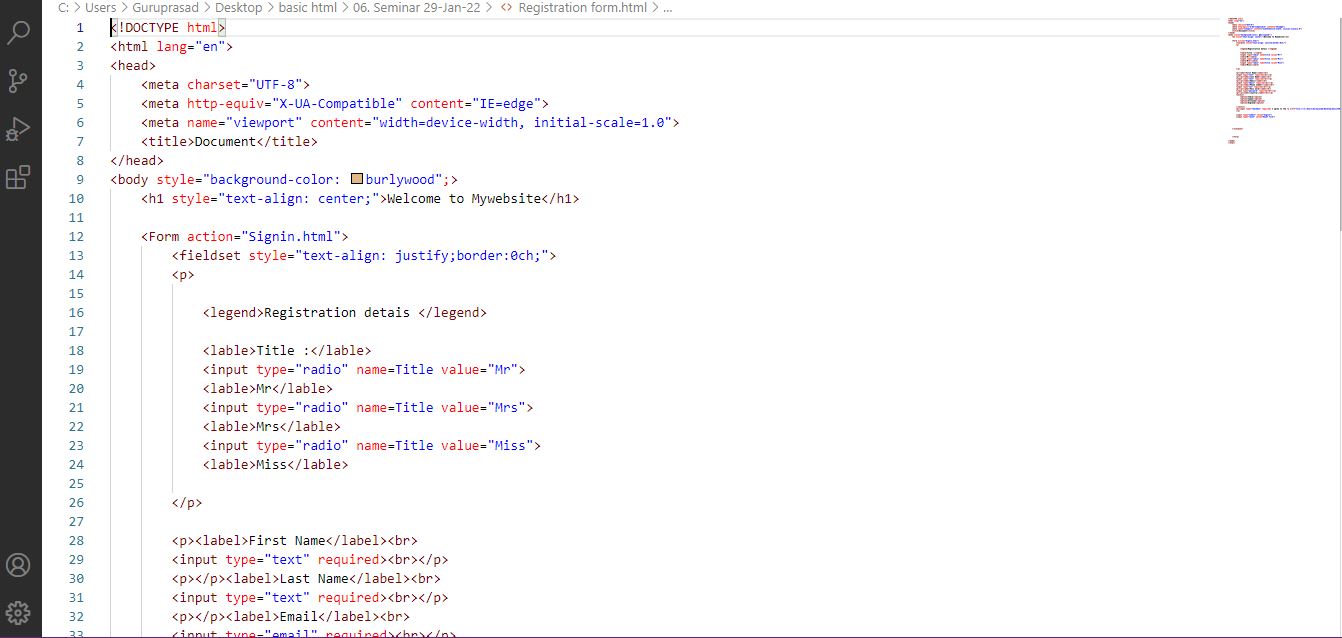 C: > Users > Guruprasad > Desktop > basic html > 06. Seminar 29-Jan-22 > <> Registration form.html > ...
1 <!DOCTYPE html>
2 <html lang="en">
3 <head>
4 <meta charset="UTF-8">
5 <meta http-equiv="X-UA-Compatible" content="IE=edge">
6 <meta name="viewport" content="width=device-width, initial-scale=1.0">
7 <title>Document</title>
8 </head>
9 <body style="background-color: burlywood";>
10 <h1 style="text-align: center;">Welcome to Mywebsite</h1>
11
12 <Form action="Signin.html">
13 <fieldset style="text-align: justify;border:0ch;">
14 <p>
15
16 <legend>Registration detais </legend>
17
18 <lable>Title :</lable>
19 <input type="radio" name=Title value="Mr">
20 <lable>Mr</lable>
21 <input type="radio" name=Title value="Mrs">
22 <lable>Mrs</lable>
23 <input type="radio" name=Title value="Miss">
24 <lable>Miss</lable>
25
26 </p>
27
28 <p><label>First Name</label><br>
29 <input type="text" required><br></p>
30 <p></p><label>Last Name</label><br>
31 <input type="text" required><br></p>
32 <p></p><label>Email</label><br>
33 <input type="email" required><br></p>